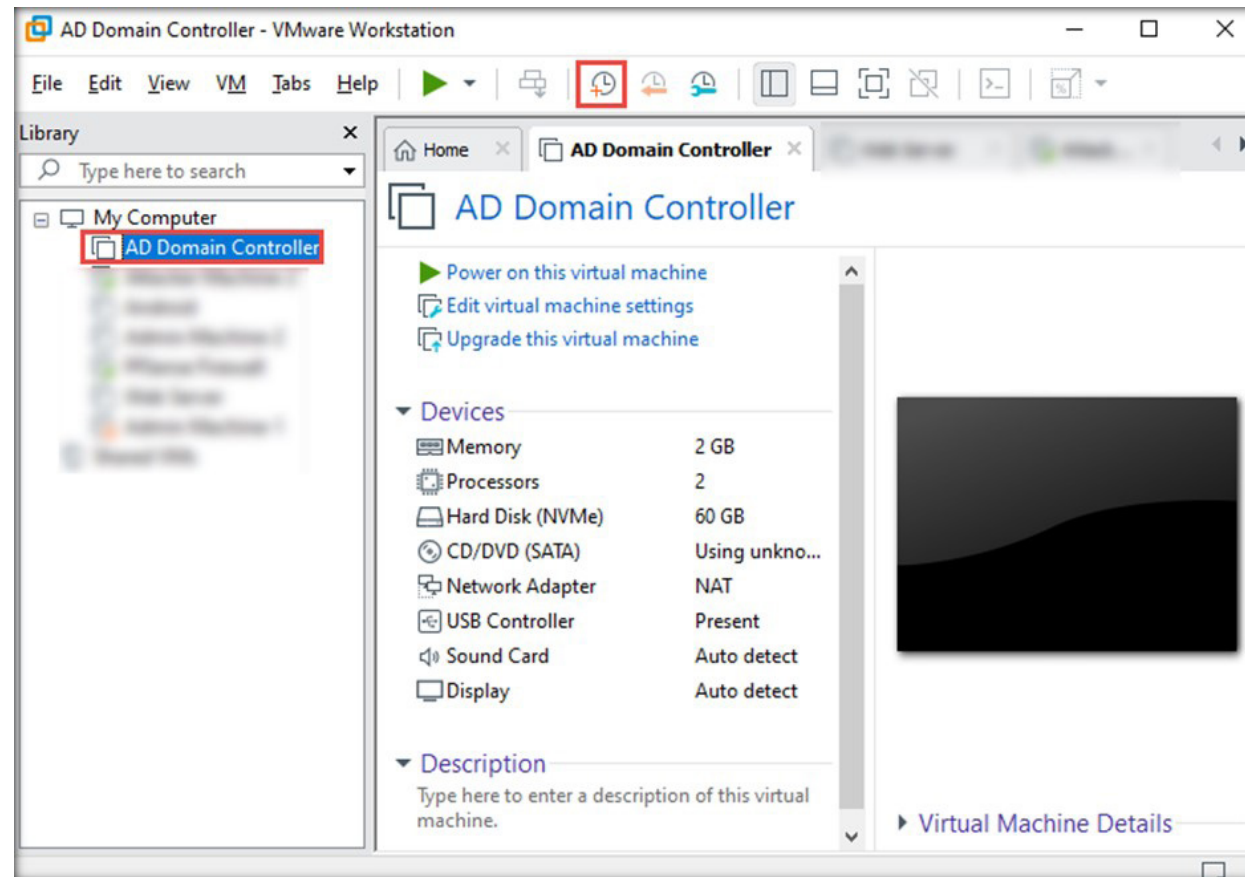 AD Domain Controller - VMware Workstation
File Edit View VM Tabs Help
Library
Type here to search
My Computer
AD Domain Controller
Home
AD Domain Controller
AD Domain Controller
Power on this virtual machine
Edit virtual machine settings
Upgrade this virtual machine
Devices
Memory 2 GB
Processors 2
Hard Disk (NVMe) 60 GB
CD/DVD (SATA) Using unkno...
Network Adapter NAT
USB Controller Present
Sound Card Auto detect
Display Auto detect
Description
Type here to enter a description of this virtual
machine.
Virtual Machine Details